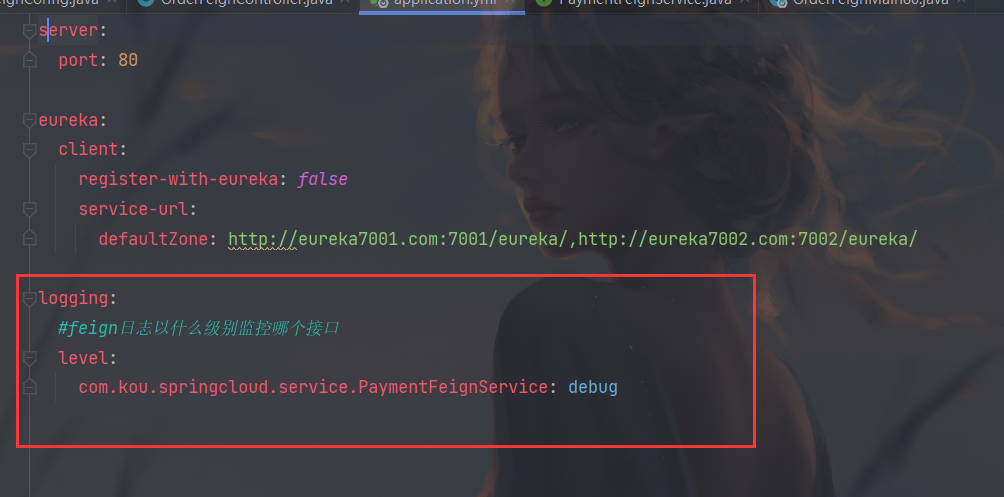 OrderFeignController.java application.yml PaymentFeignService.java OrderFeignMain80.java
server:
port: 80
eureka:
client:
register-with-eureka: false
service-url:
defaultZone: http://eureka7001.com:7001/eureka/,http://eureka7002.com:7002/eureka/
logging:
#feign日志以什么级别监控哪个接口
level:
com.kou.springcloud.service.PaymentFeignService: debug